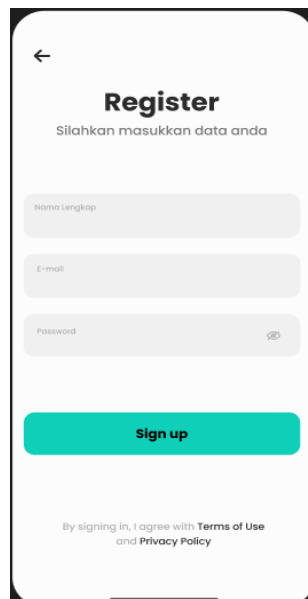 Register
Silahkan masukkan data anda
Nama Lengkap
E-mail
Password
Sign up
By signing in, I agree with Terms of Use
and Privacy Policy